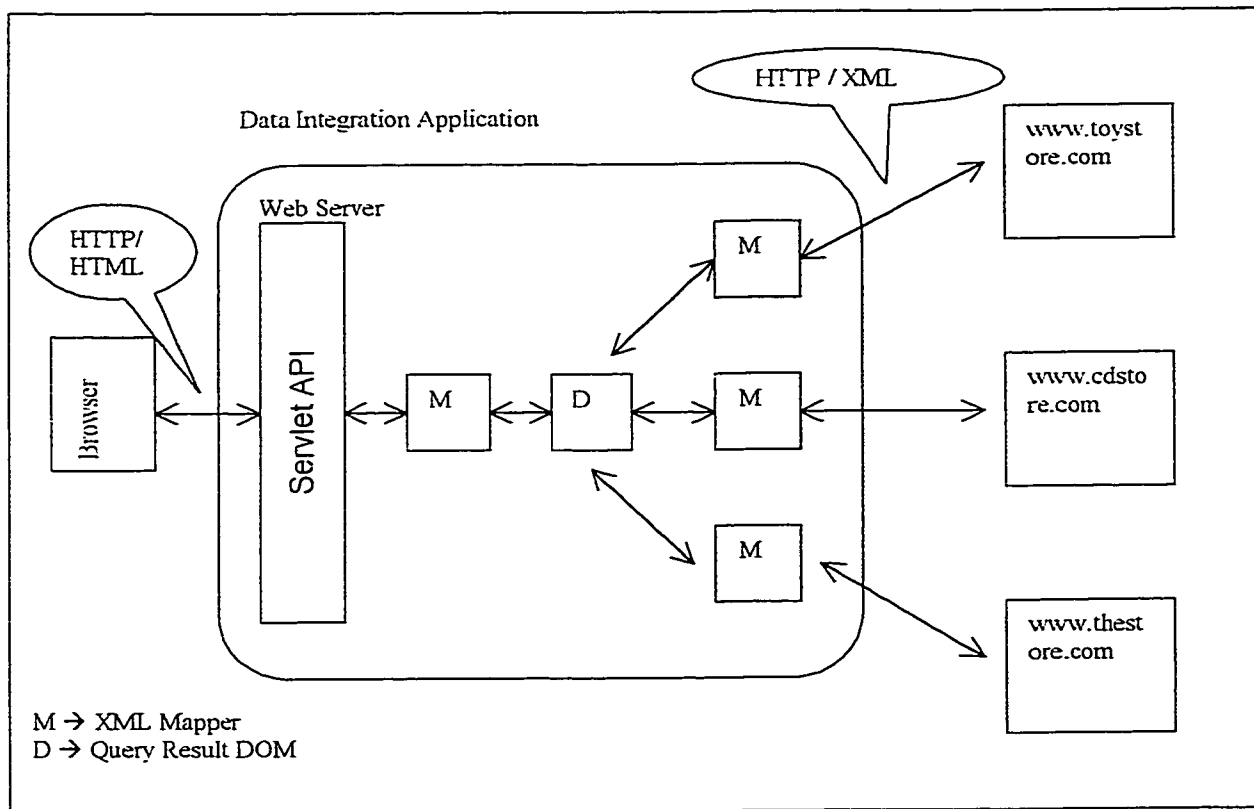 HTTP / XML
Data Integration Application
www.toyst
ore.com
Web Server
HTTP/
HTML
M
Browser
Servlet API
M
D
M
www.cdsto
re.com
M
www.thest
ore.com
M → XML Mapper
D → Query Result DOM